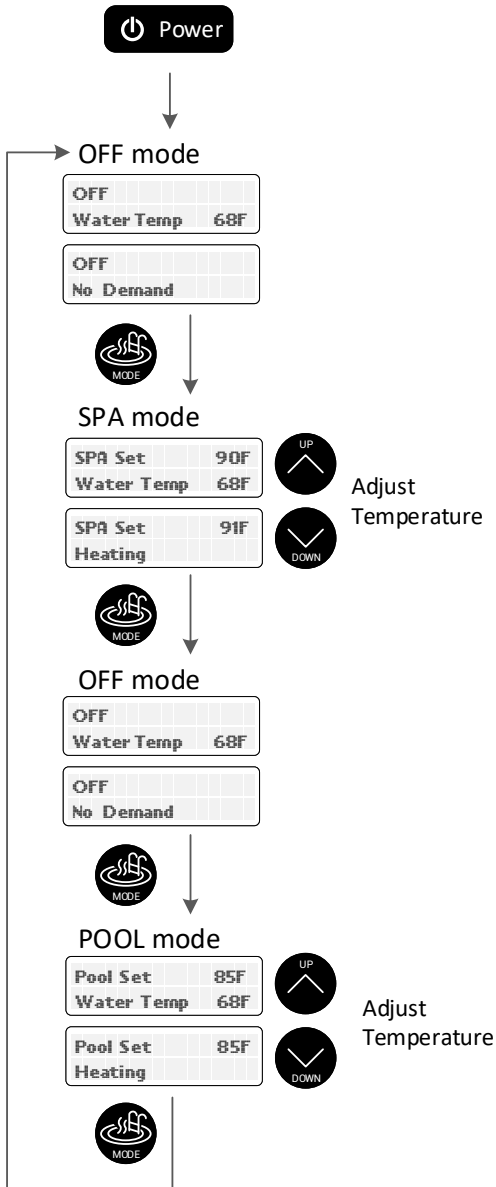 Power
OFF mode
OFF
Water Temp 68F
OFF
No Demand
MODE
SPA mode
SPA Set 90F
Water Temp 68F
UP
Adjust
Temperature
SPA Set 91F
Heating
DOWN
MODE
OFF mode
OFF
Water Temp 68F
OFF
No Demand
MODE
POOL mode
Pool Set 85F
Water Temp 68F
UP
Adjust
Temperature
Pool Set 85F
Heating
DOWN
MODE